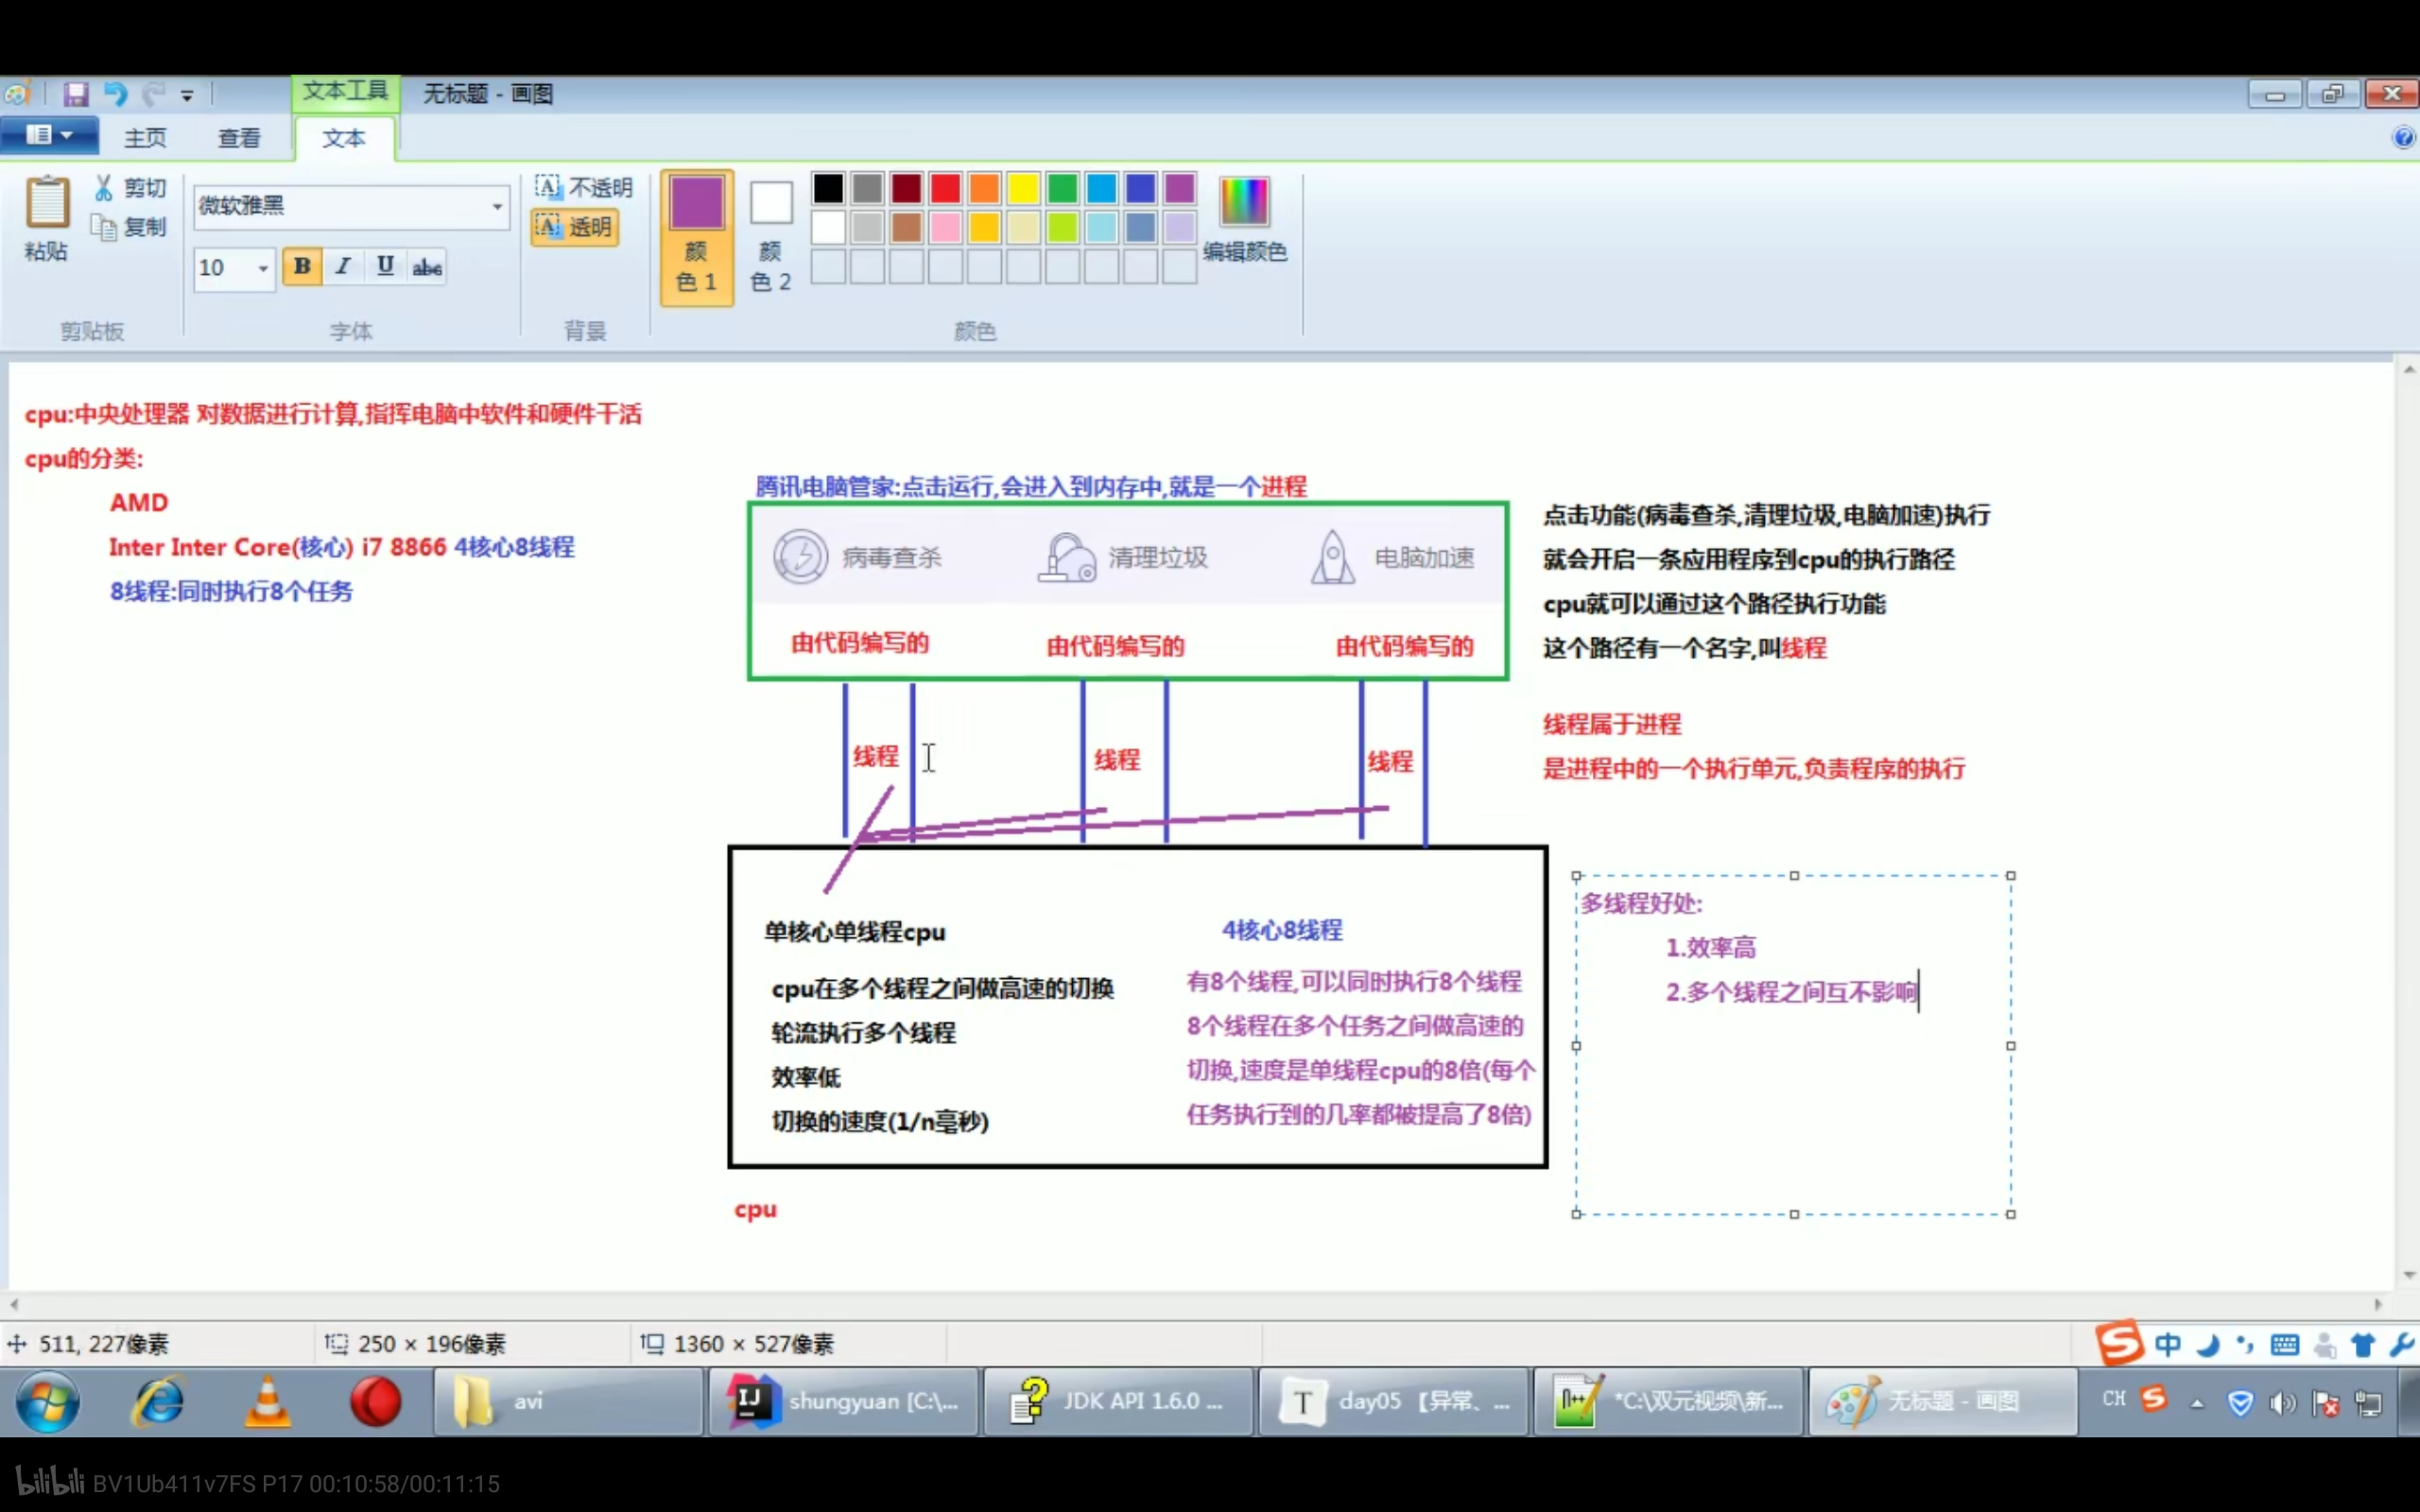 文本工具
无标题 - 画图
主页
查看
文本
粘贴
剪切
复制
剪贴板
微软雅黑
10
B I U abc
字体
不透明
透明
背景
颜
色 1
颜
色 2
编辑颜色
颜色
cpu:中央处理器 对数据进行计算,指挥电脑中软件和硬件干活
cpu的分类:
AMD
Inter Inter Core(核心) i7 8866 4核心8线程
8线程:同时执行8个任务
腾讯电脑管家:点击运行,会进入到内存中,就是一个进程
病毒查杀
清理垃圾
电脑加速
由代码编写的
由代码编写的
由代码编写的
点击功能(病毒查杀,清理垃圾,电脑加速)执行
就会开启一条应用程序到cpu的执行路径
cpu就可以通过这个路径执行功能
这个路径有一个名字,叫线程
线程属于进程
是进程中的一个执行单元,负责程序的执行
线程
线程
线程
单核心单线程cpu
cpu在多个线程之间做高速的切换
轮流执行多个线程
效率低
切换的速度(1/n毫秒)
4核心8线程
有8个线程,可以同时执行8个线程
8个线程在多个任务之间做高速的
切换,速度是单线程cpu的8倍(每个
任务执行到的几率都被提高了8倍)
多线程好处:
1.效率高
2.多个线程之间互不影响
cpu
511, 227像素
250 × 196像素
1360 × 527像素
中
avi
shungyuan [C:\...
JDK API 1.6.0 ...
day05 【异常、...
*C:\双元视频\新...
无标题 - 画图
CH
bilibili BV1Ub411v7FS P17 00:10:58/00:11:15